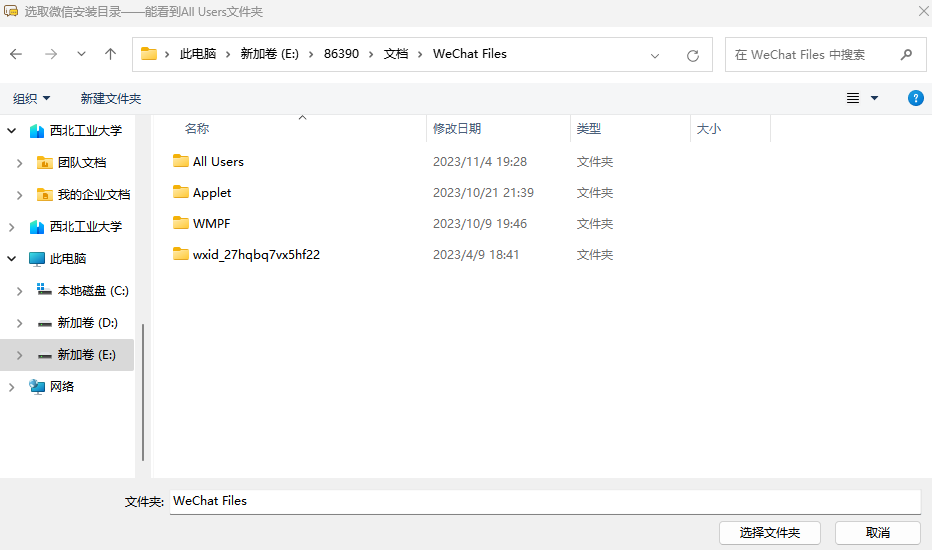 选取微信安装目录——能看到All Users文件夹
此电脑 新加卷 (E:) 86390 文档 WeChat Files
在 WeChat Files 中搜索
组织 新建文件夹
西北工业大学
团队文档
我的企业文档
西北工业大学
此电脑
本地磁盘 (C:)
新加卷 (D:)
新加卷 (E:)
网络
名称 修改日期 类型 大小
All Users 2023/11/4 19:28 文件夹
Applet 2023/10/21 21:39 文件夹
WMPF 2023/10/9 19:46 文件夹
wxid_27hqbq7vx5hf22 2023/4/9 18:41 文件夹
文件夹: WeChat Files
选择文件夹 取消